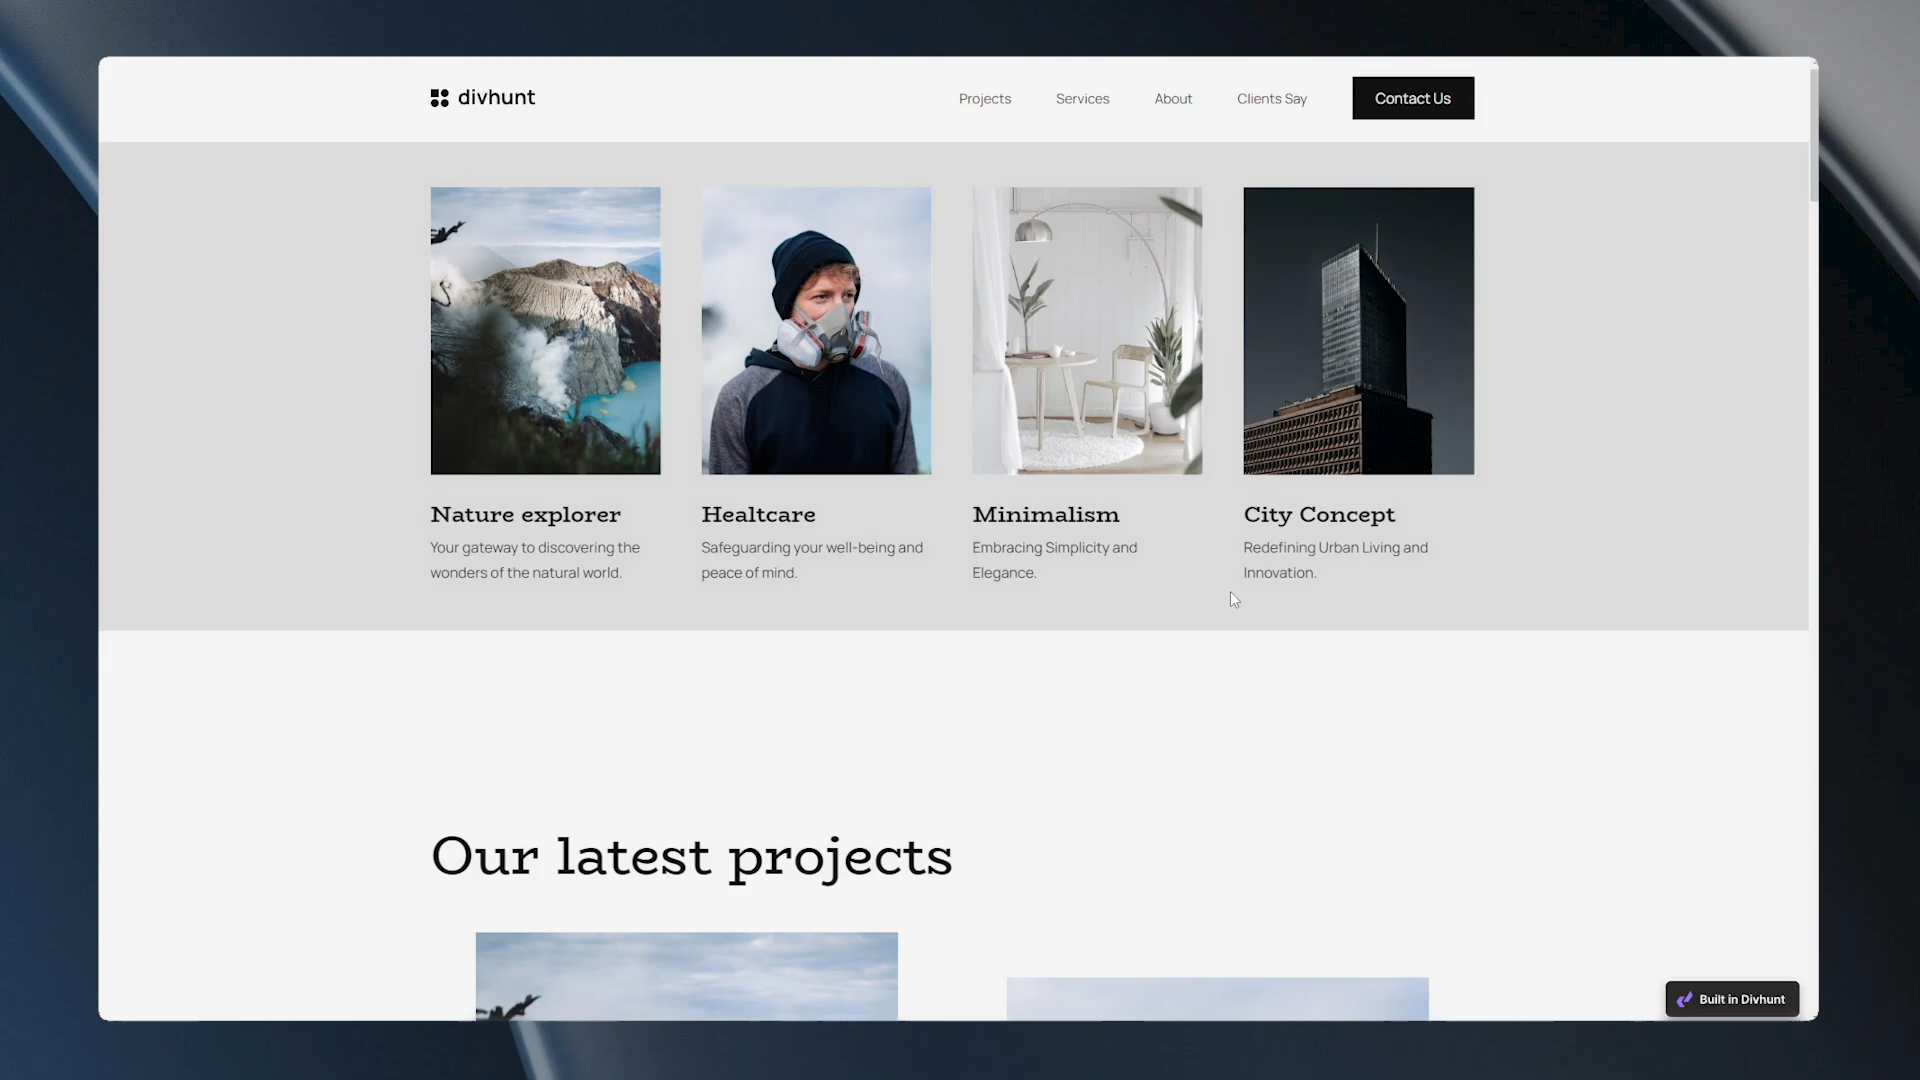 divhunt
Projects
Services
About
Clients Say
Contact Us
Nature explorer
Your gateway to discovering the
wonders of the natural world.
Healtcare
Safeguarding your well-being and
peace of mind.
Minimalism
Embracing Simplicity and
Elegance.
City Concept
Redefining Urban Living and
Innovation.
Our latest projects
Built in Divhunt